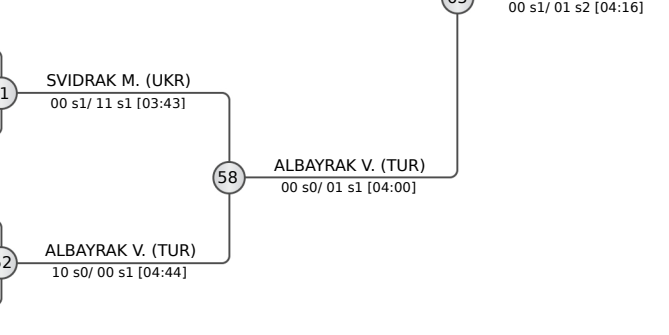 00 s1/ 01 s2 [04:16]
SVIDRAK M. (UKR)
00 s1/ 11 s1 [03:43]
58
ALBAYRAK V. (TUR)
00 s0/ 01 s1 [04:00]
ALBAYRAK V. (TUR)
10 s0/ 00 s1 [04:44]